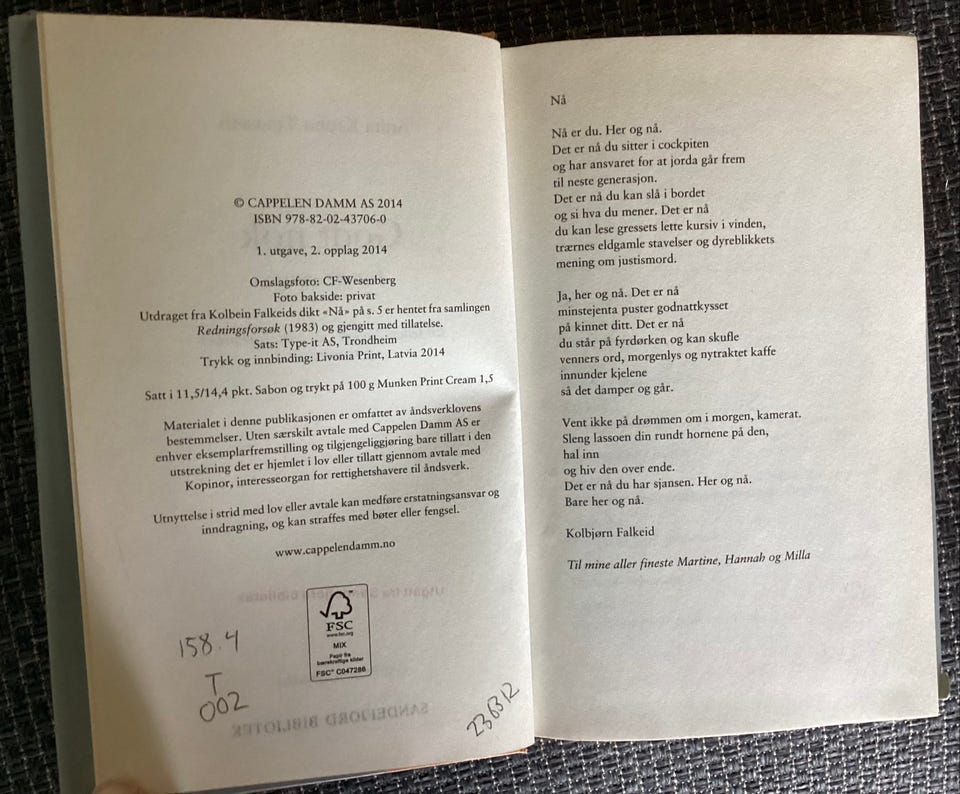 © CAPPELEN DAMM AS 2014
ISBN 978-82-02-43706-0
1. utgave, 2. opplag 2014
Omslagsfoto: CF-Wesenberg
Foto bakside: privat
Utdraget fra Kolbein Falkeids dikt «Nå» på s. 5 er hentet fra samlingen
Redningsforsøk (1983) og gjengitt med tillatelse.
Sats: Type-it AS, Trondheim
Trykk og innbinding: Livonia Print, Latvia 2014
Satt i 11,5/14,4 pkt. Sabon og trykt på 100 g Munken Print Cream 1,5
Materialet i denne publikasjonen er omfattet av åndsverklovens
bestemmelser. Uten særskilt avtale med Cappelen Damm AS er
enhver eksemplarfremstilling og tilgjengeliggjøring bare tillatt i den
utstrekning det er hjemlet i lov eller tillatt gjennom avtale med
Kopinor, interesseorgan for rettighetshavere til åndsverk.
Utnyttelse i strid med lov eller avtale kan medføre erstatningsansvar og
inndragning, og kan straffes med bøter eller fengsel.
www.cappelendamm.no
FSC
www.fsc.org
MIX
Papir fra
bærekraftige kilder
FSC® C047286
158.4
T
002
236312
SANDEFJORD BIBLIOTEK
Nå
Nå er du. Her og nå.
Det er nå du sitter i cockpiten
og har ansvaret for at jorda går frem
til neste generasjon.
Det er nå du kan slå i bordet
og si hva du mener. Det er nå
du kan lese gressets lette kursiv i vinden,
trærnes eldgamle stavelser og dyreblikkets
mening om justismord.
Ja, her og nå. Det er nå
minstejenta puster godnattkysset
på kinnet ditt. Det er nå
du står på fyrdørken og kan skufle
venners ord, morgenlys og nytraktet kaffe
innunder kjelene
så det damper og går.
Vent ikke på drømmen om i morgen, kamerat.
Sleng lassoen din rundt hornene på den,
hal inn
og hiv den over ende.
Det er nå du har sjansen. Her og nå.
Bare her og nå.
Kolbjørn Falkeid
Til mine aller fineste Martine, Hannah og Milla